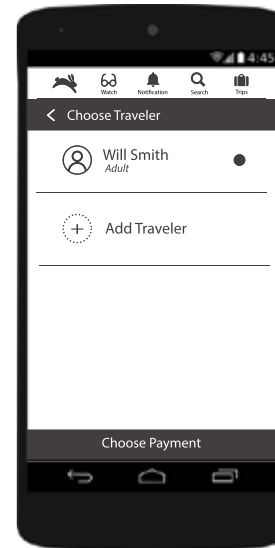 4:45
Watch Notification Search Trips
Choose Traveler
Will Smith
Adult
Add Traveler
Choose Payment